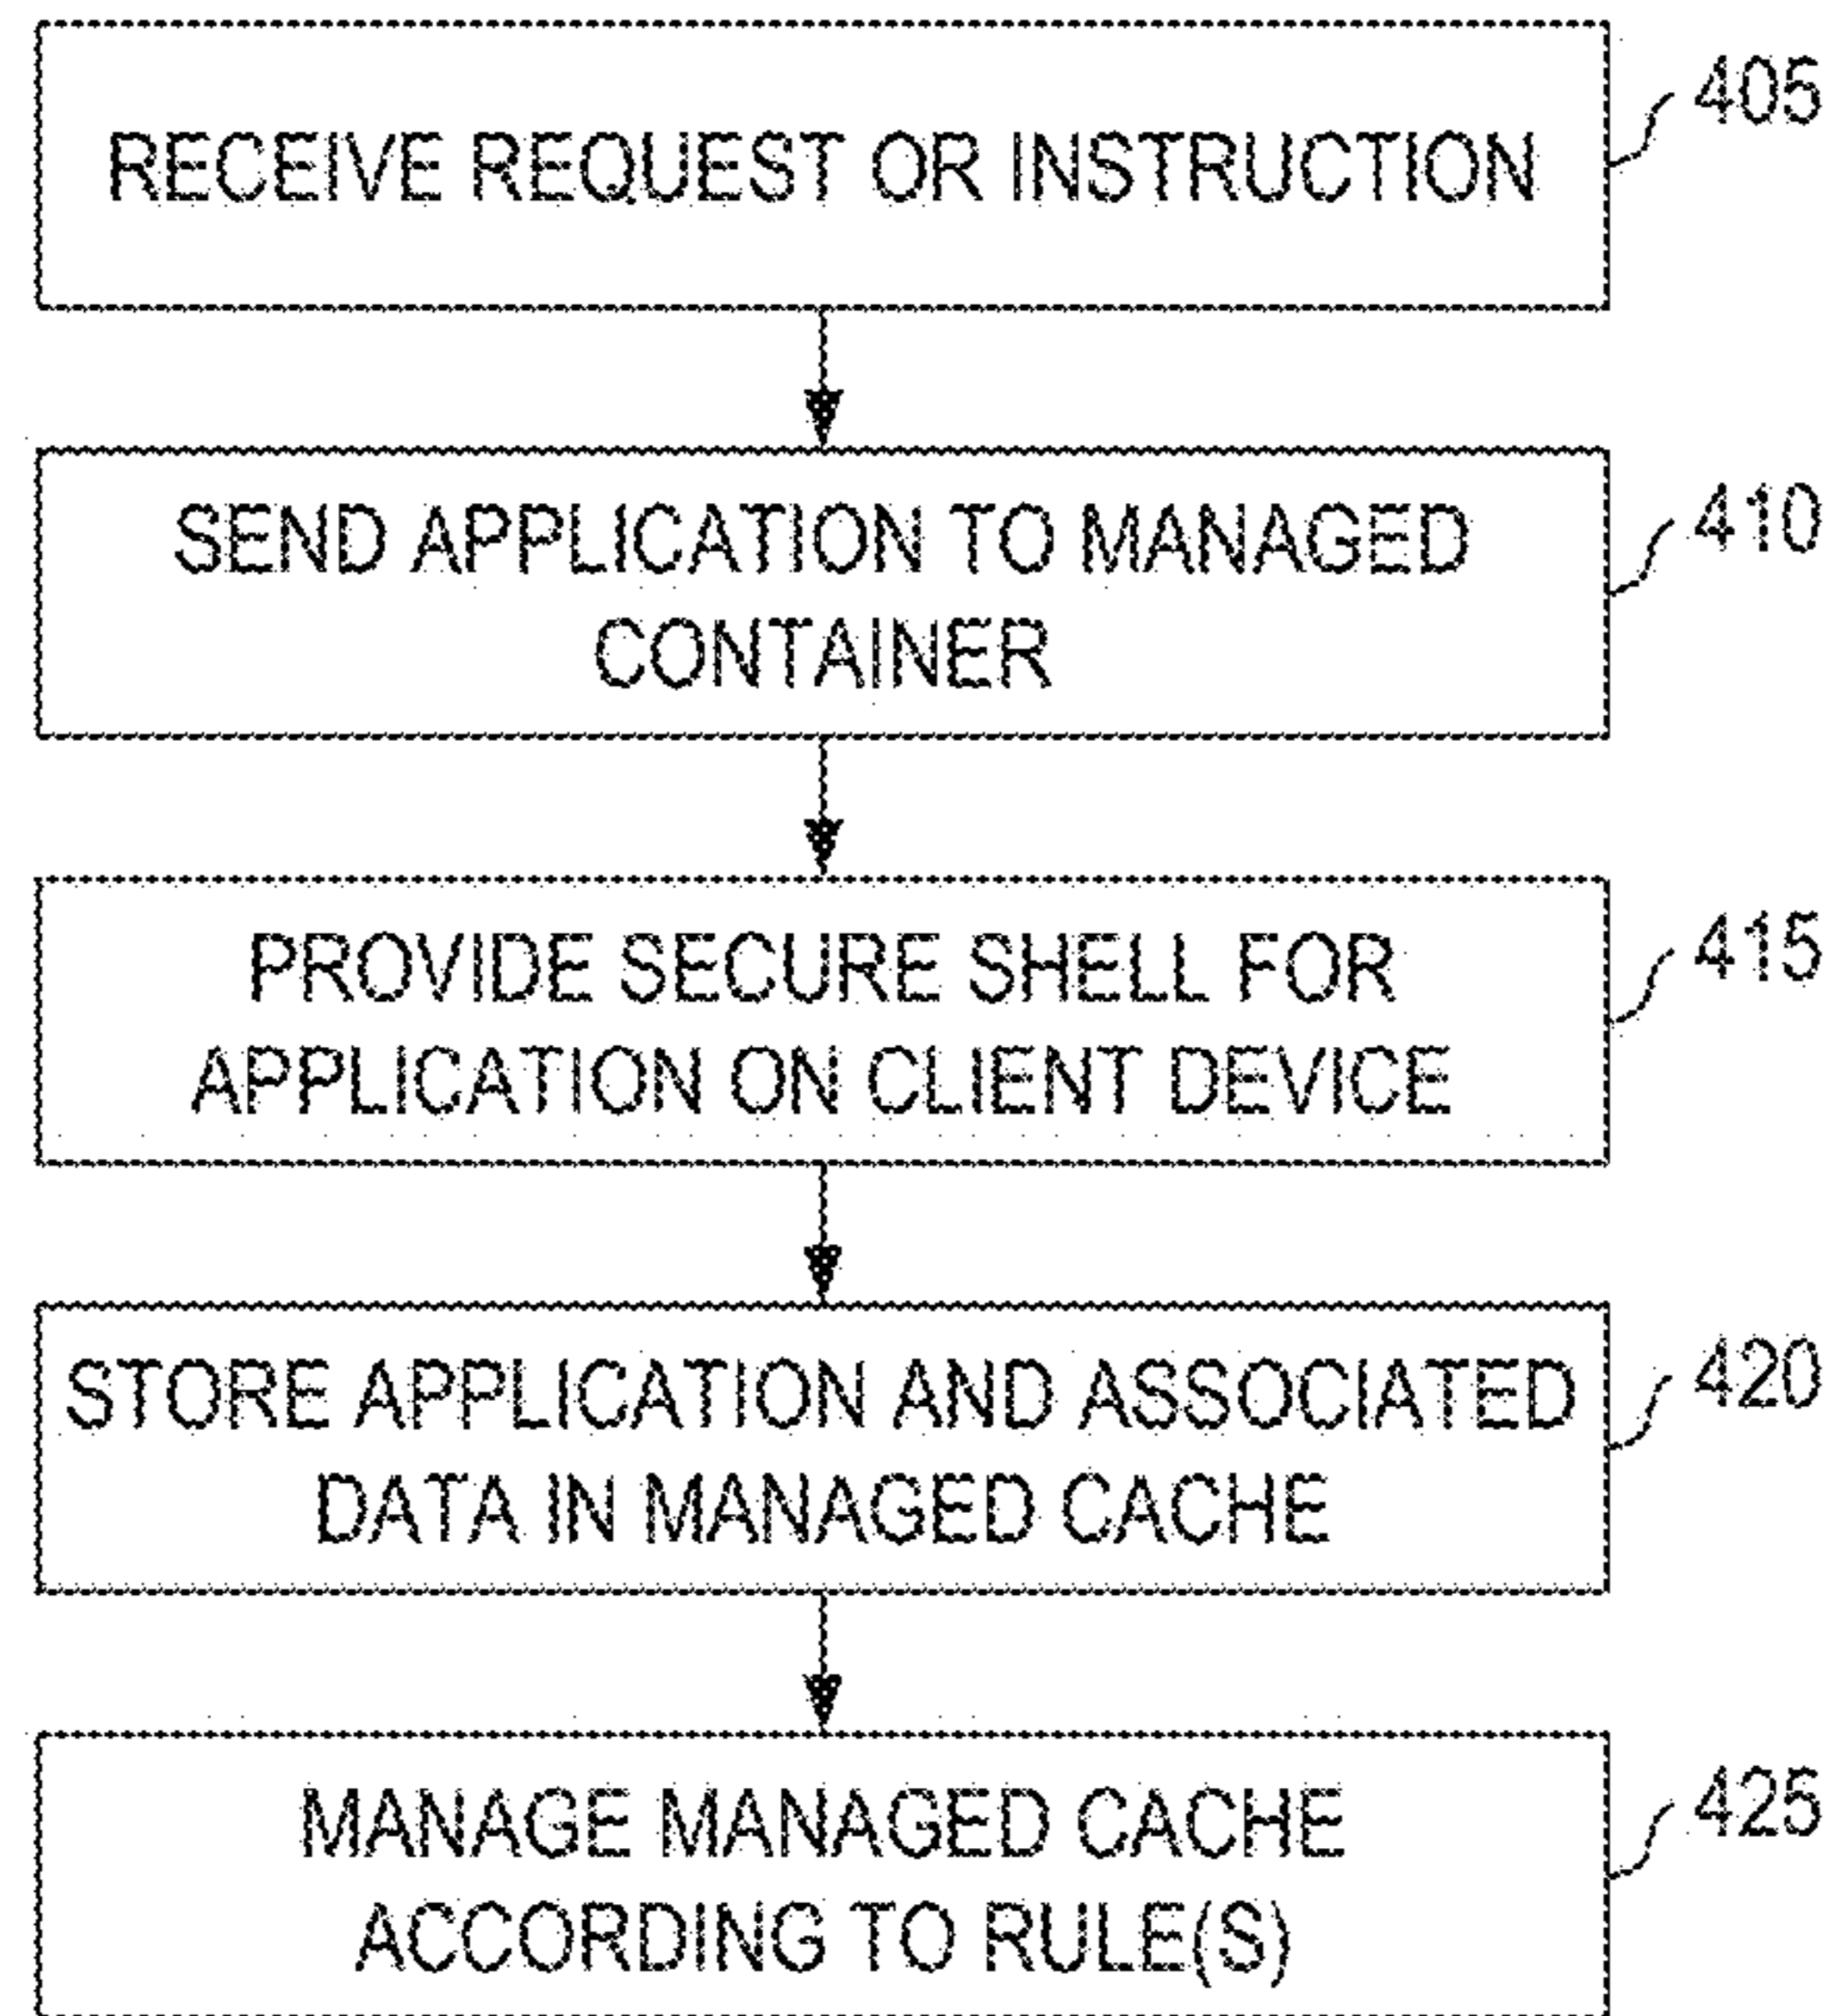 RECEIVE REQUEST OR INSTRUCTION
405
SEND APPLICATION TO MANAGED
CONTAINER
410
PROVIDE SECURE SHELL FOR
APPLICATION ON CLIENT DEVICE
415
STORE APPLICATION AND ASSOCIATED
DATA IN MANAGED CACHE
420
MANAGE MANAGED CACHE
ACCORDING TO RULE(S)
425